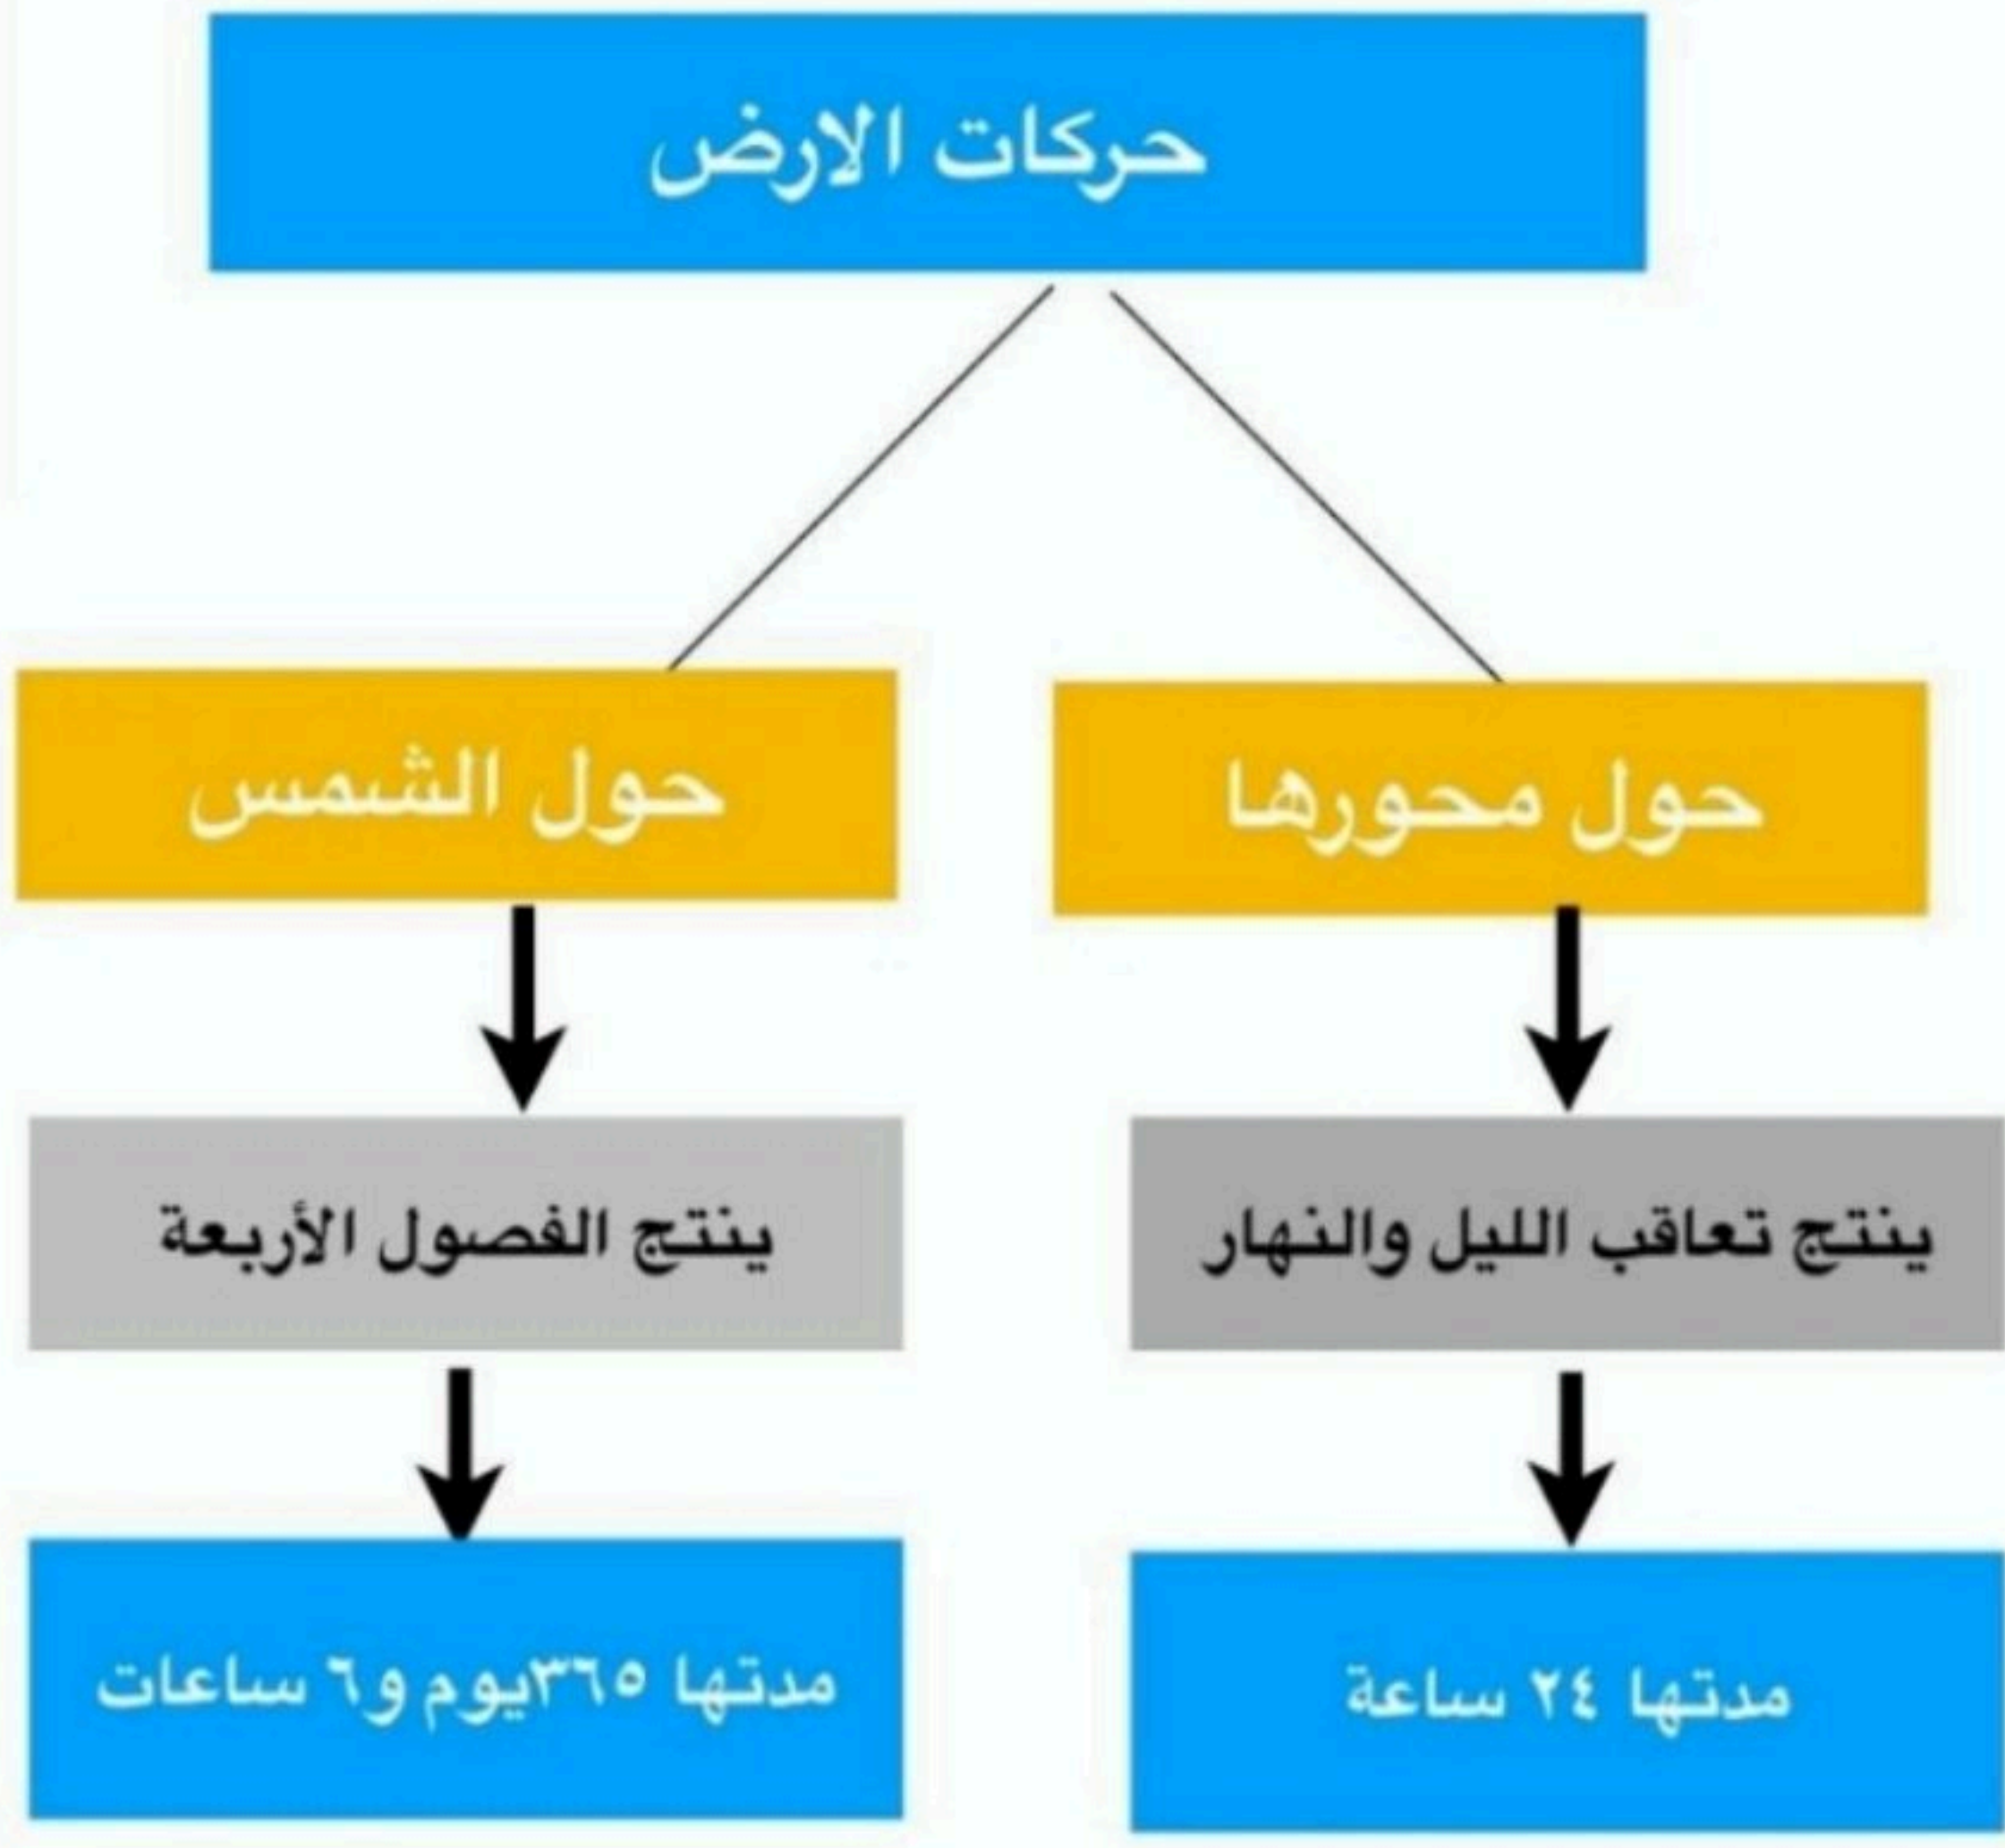 حركات الارض
حول محورها
حول الشمس
ينتج تعاقب الليل والنهار
ينتج الفصول الأربعة
مدتها ٢٤ ساعة
مدتها ٣٦٥يوم و٦ ساعات